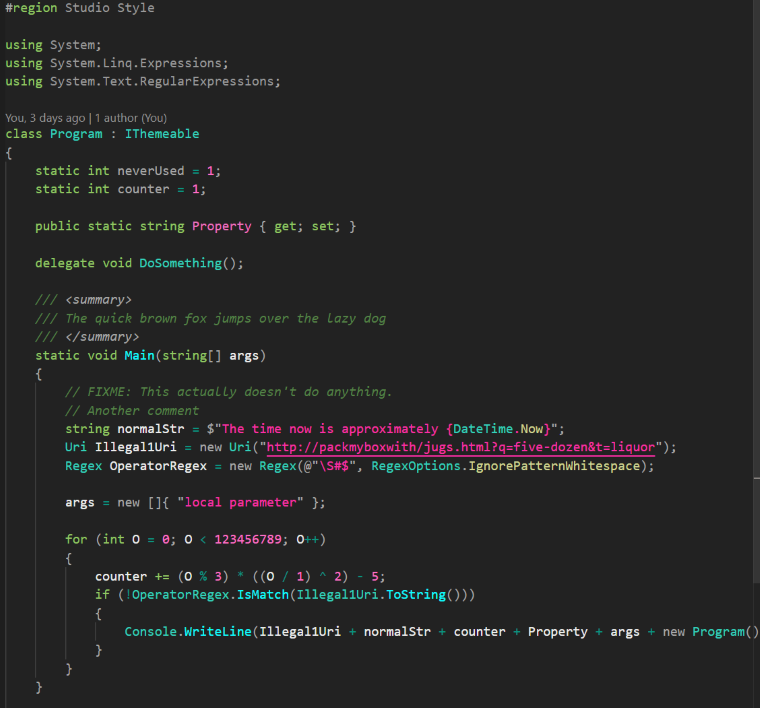 #region Studio Style
using System;
using System.Linq.Expressions;
using System.Text.RegularExpressions;
You, 3 days ago | 1 author (You)
class Program : IThemeable
{
static int neverUsed = 1;
static int counter = 1;
public static string Property { get; set; }
delegate void DoSomething();
/// <summary>
/// The quick brown fox jumps over the lazy dog
/// </summary>
static void Main(string[] args)
{
// FIXME: This actually doesn't do anything.
// Another comment
string normalStr = $"The time now is approximately {DateTime.Now}";
Uri Illegal1Uri = new Uri("http://packmyboxwith/jugs.html?q=five-dozen&t=liquor");
Regex OperatorRegex = new Regex(@"\S#$", RegexOptions.IgnorePatternWhitespace);
args = new []{ "local parameter" };
for (int O = 0; O < 123456789; O++)
{
counter += (O % 3) * ((O / 1) ^ 2) - 5;
if (!OperatorRegex.IsMatch(Illegal1Uri.ToString()))
{
Console.WriteLine(Illegal1Uri + normalStr + counter + Property + args + new Program()
}
}
}